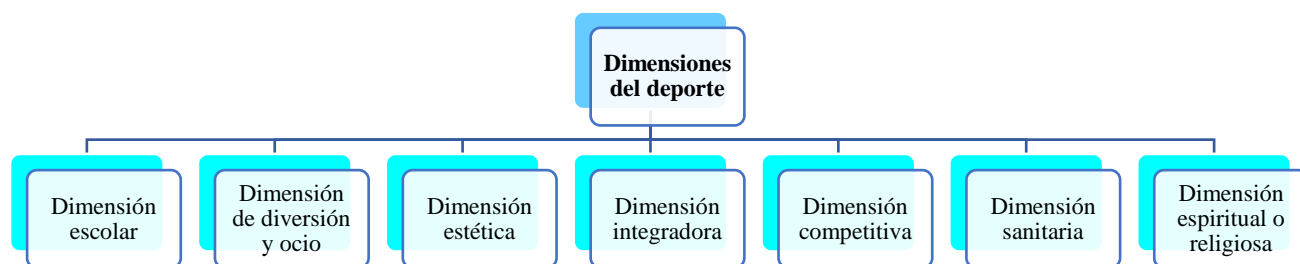 Dimensiones
del deporte
Dimensión
escolar
Dimensión
de diversión
y ocio
Dimensión
estética
Dimensión
integradora
Dimensión
competitiva
Dimensión
sanitaria
Dimensión
espiritual o
religiosa